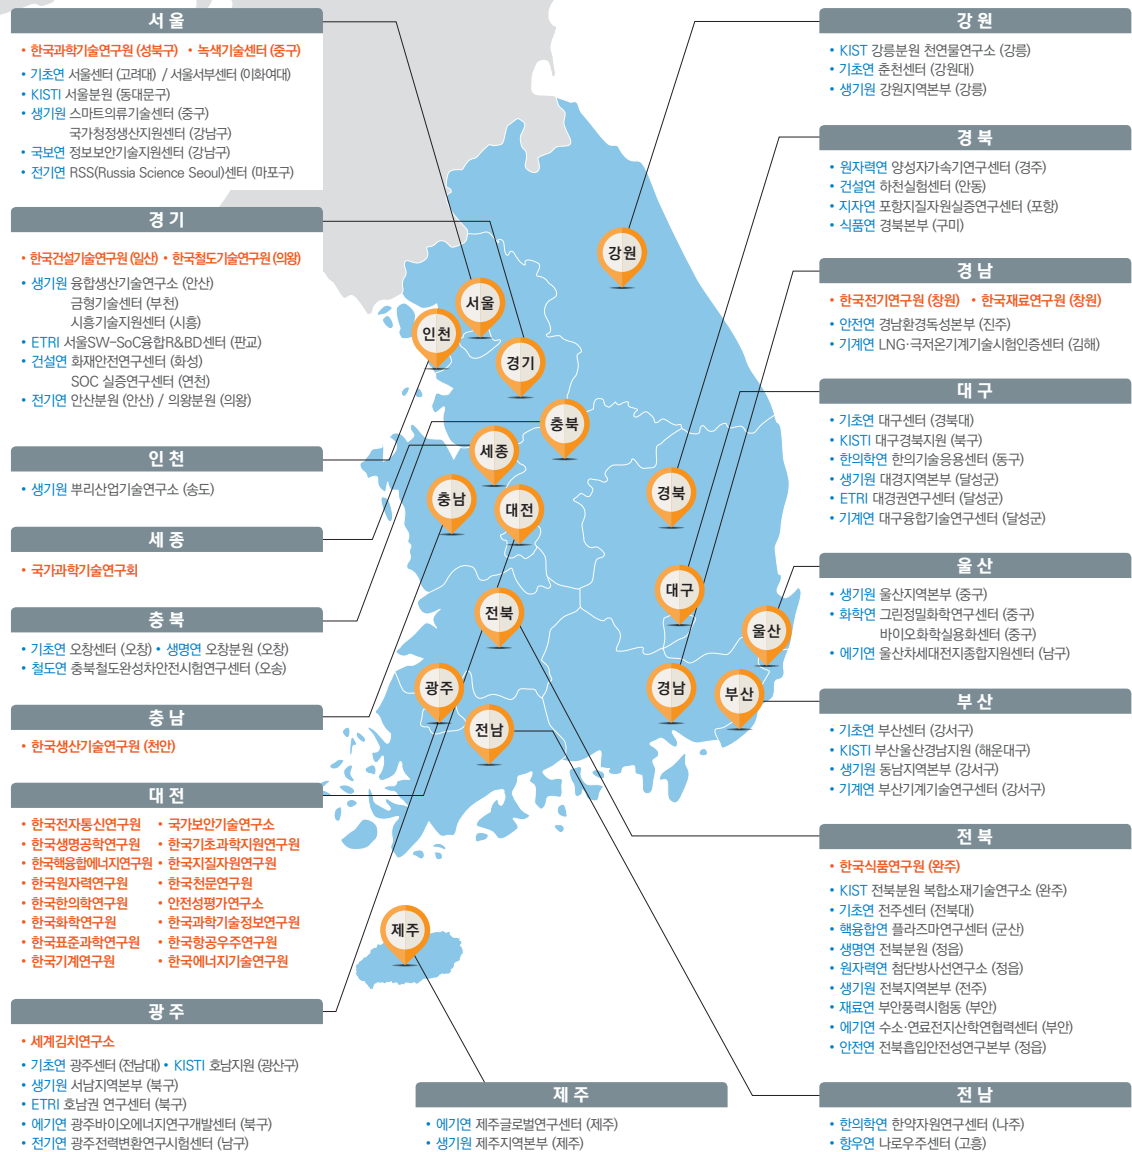 서울
• 한국과학기술연구원 (성북구) • 녹색기술센터 (중구)
• 기초연 서울센터 (고려대) / 서울서부센터 (이화여대)
• KISTI 서울분원 (동대문구)
• 생기원 스마트의류기술센터 (중구)
국가청정생산지원센터 (강남구)
• 국보연 정보보안기술지원센터 (강남구)
• 전기연 RSS(Russia Science Seoul)센터 (마포구)
경기
• 한국건설기술연구원 (일산) • 한국철도기술연구원 (의왕)
• 생기원 융합생산기술연구소 (안산)
금형기술센터 (부천)
시흥기술지원센터 (시흥)
• ETRI 서울SW-SoC융합R&BD센터 (판교)
• 건설연 화재안전연구센터 (화성)
SOC 실증연구센터 (연천)
• 전기연 안산분원 (안산) / 의왕분원 (의왕)
인천
• 생기원 뿌리산업기술연구소 (송도)
세종
• 국가과학기술연구회
충북
• 기초연 오창센터 (오창) • 생명연 오창분원 (오창)
• 철도연 충북철도완성차안전시험연구센터 (오송)
충남
• 한국생산기술연구원 (천안)
대전
• 한국전자통신연구원 • 국가보안기술연구소
• 한국생명공학연구원 • 한국기초과학지원연구원
• 한국핵융합에너지연구원 • 한국지질자원연구원
• 한국원자력연구원 • 한국천문연구원
• 한국한의학연구원 • 안전성평가연구소
• 한국화학연구원 • 한국과학기술정보연구원
• 한국표준과학연구원 • 한국항공우주연구원
• 한국기계연구원 • 한국에너지기술연구원
광주
• 세계김치연구소
• 기초연 광주센터 (전남대) • KISTI 호남지원 (광산구)
• 생기원 서남지역본부 (북구)
• ETRI 호남권 연구센터 (북구)
• 에기연 광주바이오에너지연구개발센터 (북구)
• 전기연 광주전력변환연구시험센터 (남구)
강원
서울
인천
경기
충북
세종
충남
대전
경북
대구
전북
울산
광주
경남
부산
전남
제주
제주
• 에기연 제주글로벌연구센터 (제주)
• 생기원 제주지역본부 (제주)
강원
• KIST 강릉분원 천연물연구소 (강릉)
• 기초연 춘천센터 (강원대)
• 생기원 강원지역본부 (강릉)
경북
• 원자력연 양성자가속기연구센터 (경주)
• 건설연 하천실험센터 (안동)
• 지자연 포항지질자원실증연구센터 (포항)
• 식품연 경북본부 (구미)
경남
• 한국전기연구원 (창원) • 한국재료연구원 (창원)
• 안전연 경남환경독성본부 (진주)
• 기계연 LNG·극저온기계기술시험인증센터 (김해)
대구
• 기초연 대구센터 (경북대)
• KISTI 대구경북지원 (북구)
• 한의학연 한의기술응용센터 (동구)
• 생기원 대경지역본부 (달성군)
• ETRI 대경권연구센터 (달성군)
• 기계연 대구융합기술연구센터 (달성군)
울산
• 생기원 울산지역본부 (중구)
• 화학연 그린정밀화학연구센터 (중구)
바이오화학실용화센터 (중구)
• 에기연 울산차세대전지종합지원센터 (남구)
부산
• 기초연 부산센터 (강서구)
• KISTI 부산울산경남지원 (해운대구)
• 생기원 동남지역본부 (강서구)
• 기계연 부산기계기술연구센터 (강서구)
전북
• 한국식품연구원 (완주)
• KIST 전북분원 복합소재기술연구소 (완주)
• 기초연 전주센터 (전북대)
• 핵융합연 플라즈마연구센터 (군산)
• 생명연 전북분원 (정읍)
• 원자력연 첨단방사선연구소 (정읍)
• 생기원 전북지역본부 (전주)
• 재료연 부안풍력시험동 (부안)
• 에기연 수소·연료전지산학연협력센터 (부안)
• 안전연 전북흡입안전성연구본부 (정읍)
전남
• 한의학연 한약자원연구센터 (나주)
• 항우연 나로우주센터 (고흥)